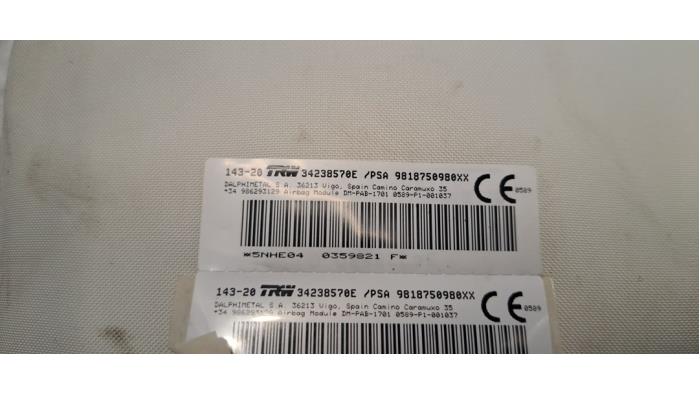 143-20 TRW 34238570E /PSA 9818750980XX
DALPHIMETAL S.A. 36213 Vigo, Spain Camino Caramuxo 35
+34 986293129 Airbag Module DM-PAB-1701 0589-P1-001037
CE 0589
*5NHE04 0359821 F*
143-20 TRW 34238570E /PSA 9818750980XX
DALPHIMETAL S.A. 36213 Vigo, Spain Camino Caramuxo 35
+34 986293129 Airbag Module DM-PAB-1701 0589-P1-001037
CE 0589